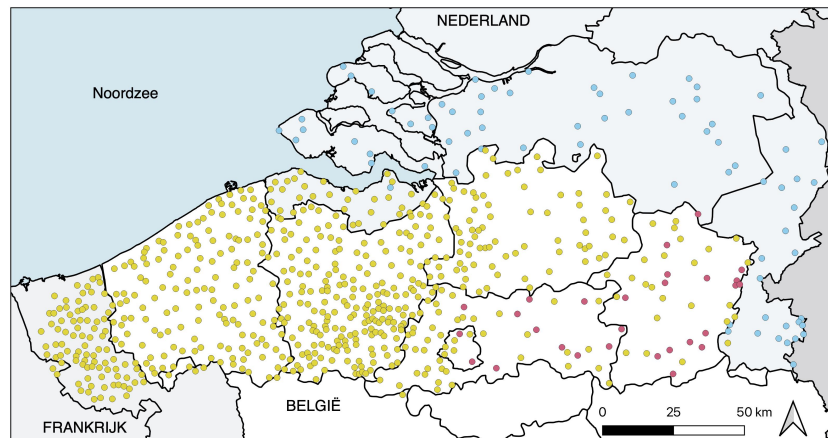 NEDERLAND
Noordzee
BELGIË
FRANKRIJK
0 25 50 km